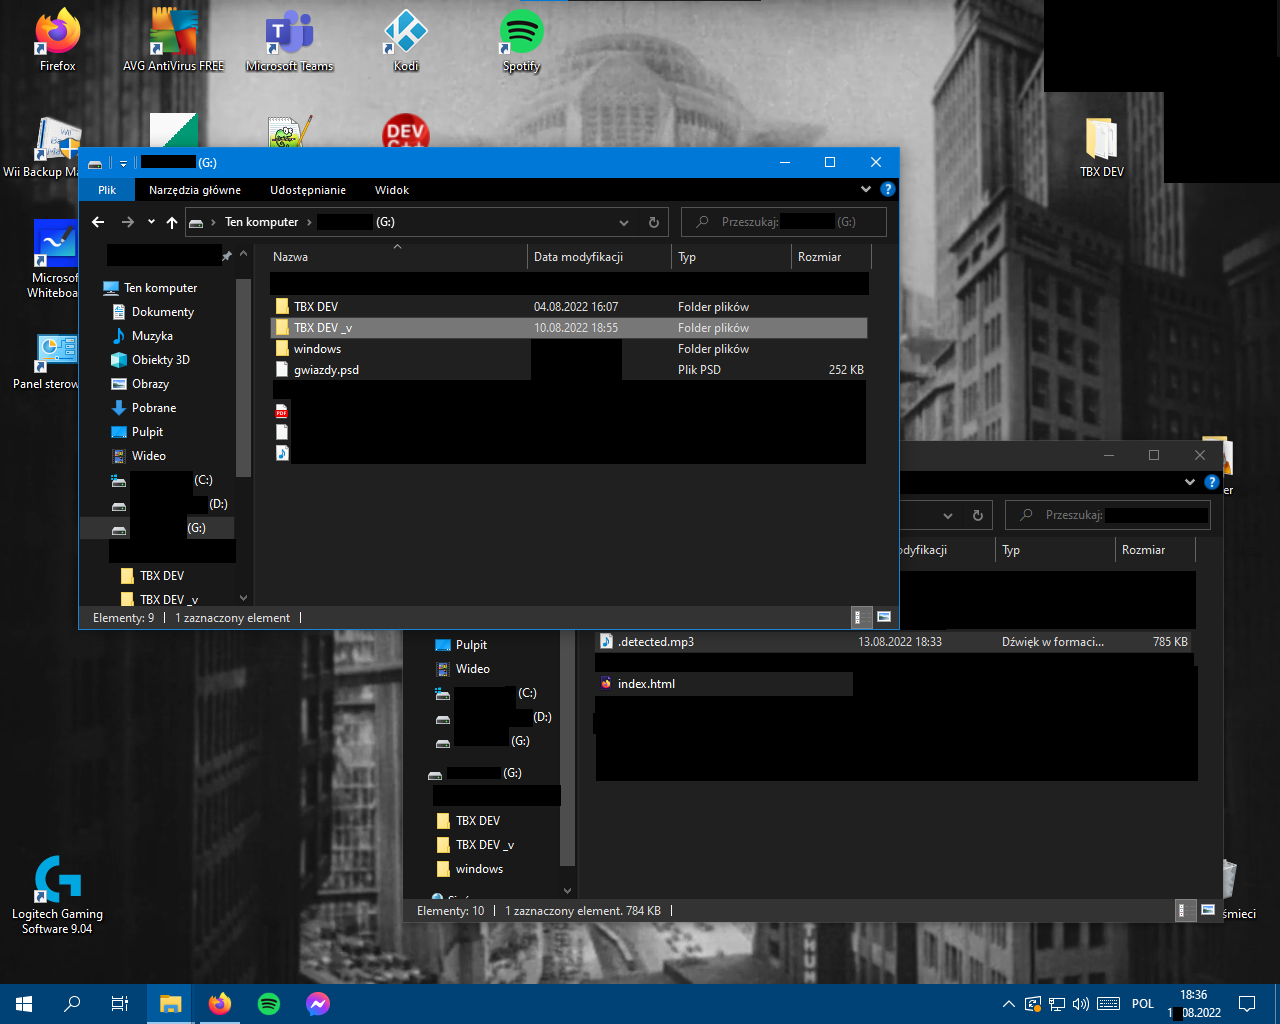 Firefox
AVG AntiVirus FREE
Microsoft Teams
Kodi
Spotify
DEV
C++
Wii
Wii Backup Ma
TBX DEV
(G:)
Plik
Narzędzia główne
Udostępnianie
Widok
Ten komputer
(G:)
Przeszukaj:
(G:)
Nazwa
Data modyfikacji
Typ
Rozmiar
Ten komputer
Dokumenty
Muzyka
Obiekty 3D
Obrazy
Pobrane
Pulpit
Wideo
(C:)
(D:)
(G:)
TBX DEV
TBX DEV _v
TBX DEV 04.08.2022 16:07 Folder plików
TBX DEV _v 10.08.2022 18:55 Folder plików
windows Folder plików
gwiazdy.psd Plik PSD 252 KB
PDF
Elementy: 9 1 zaznaczony element
Microsof
Whiteboa
Panel sterow
Logitech Gaming
Software 9.04
er
Przeszukaj:
dyfikacji
Typ
Rozmiar
.detected.mp3 13.08.2022 18:33 Dźwięk w formaci... 785 KB
index.html
Pulpit
Wideo
(C:)
(D:)
(G:)
(G:)
TBX DEV
TBX DEV _v
windows
Elementy: 10 1 zaznaczony element. 784 KB
śmieci
POL
18:36
1 08.2022